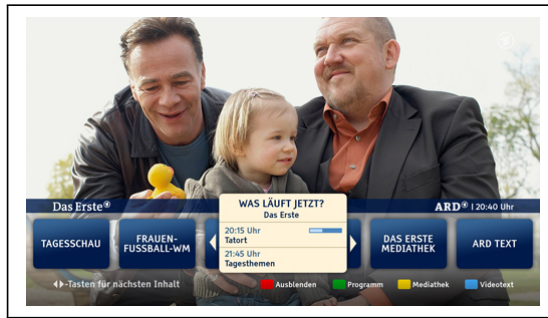 WAS LÄUFT JETZT?
Das Erste
Das Erste
ARD 20:40 Uhr
20:15 Uhr
Tatort
21:45 Uhr
Tagesthemen
TAGESSCHAU
FRAUEN-
FUSSBALL-WM
DAS ERSTE
MEDIATHEK
ARD TEXT
-Tasten für nächsten Inhalt
Ausblenden
Programm
Mediathek
Videotext